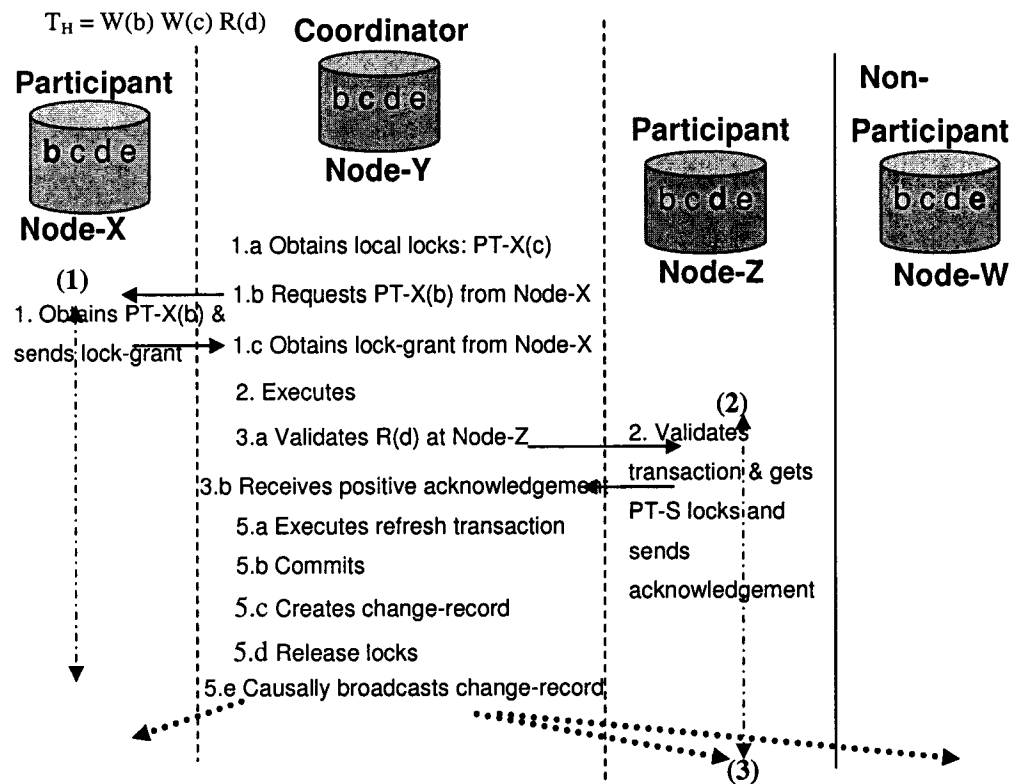 T_H = W(b) W(c) R(d)
Coordinator
b c d e
Node-Y
Participant
b c d e
Node-X
Participant
b c d e
Node-Z
Non-
Participant
b c d e
Node-W
1.a Obtains local locks: PT-X(c)
(1)
1.b Requests PT-X(b) from Node-X
1. Obtains PT-X(b) &
sends lock-grant
1.c Obtains lock-grant from Node-X
2. Executes
(2)
3.a Validates R(d) at Node-Z
2. Validates
transaction & gets
PT-S locks and
sends
acknowledgement
3.b Receives positive acknowledgement
5.a Executes refresh transaction
5.b Commits
5.c Creates change-record
5.d Release locks
5.e Causally broadcasts change-record
(3)